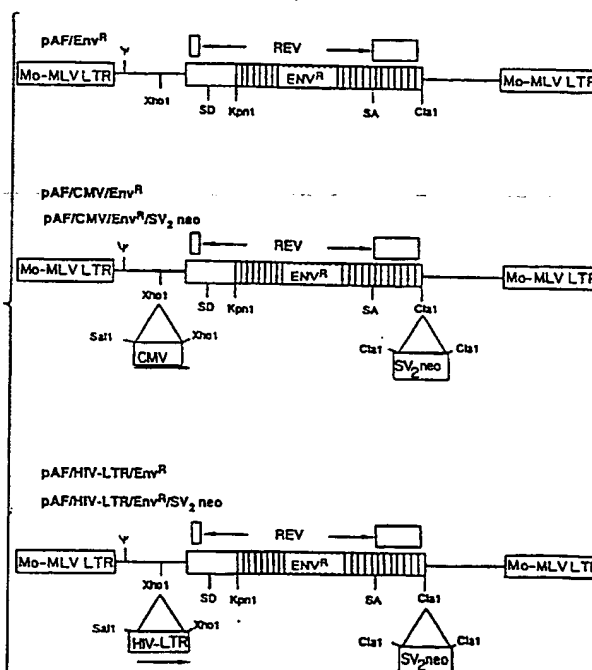 pAF/Envᴿ
REV
Ψ
Mo-MLV LTR ENVᴿ Mo-MLV LTR
Xho1 SD Kpn1 SA Cla1
pAF/CMV/Envᴿ
pAF/CMV/Envᴿ/SV₂ neo
REV
Ψ
Mo-MLV LTR ENVᴿ Mo-MLV LTR
Xho1 SD Kpn1 SA Cla1
Sal1 Xho1 Cla1 Cla1
CMV SV₂neo
pAF/HIV-LTR/Envᴿ
pAF/HIV-LTR/Envᴿ/SV₂ neo
REV
Ψ
Mo-MLV LTR ENVᴿ Mo-MLV LTR
Xho1 SD Kpn1 SA Cla1
Sal1 Xho1 Cla1 Cla1
HIV-LTR SV₂neo